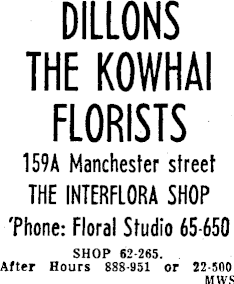 DILLONS
THE KOWHAI
FLORISTS
159A Manchester street
THE INTERFLORA SHOP
'Phone: Floral Studio 65-650
SHOP 62-265.
After Hours 888-951 or 22-500
MWS